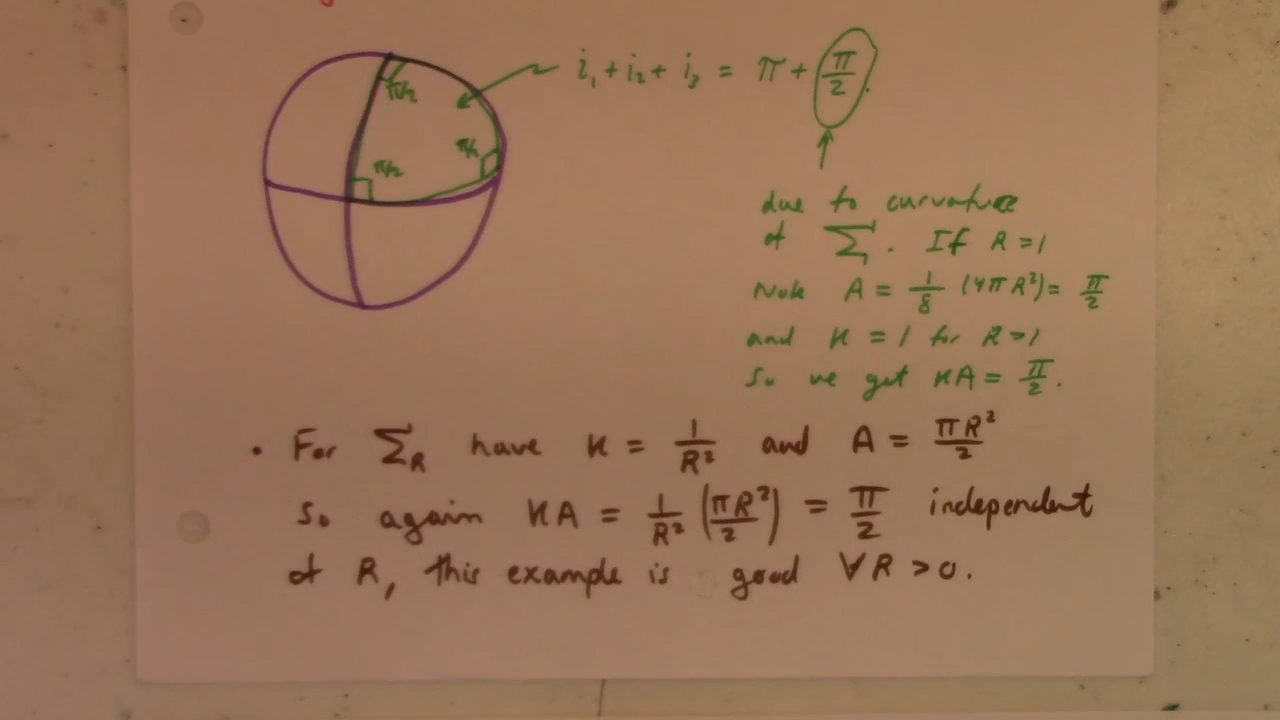 i₁ + i₂ + i₃ = π + π/2.
π/2
π/2
π/2
due to curvature
of Σ₁. If R = 1
Note A = 1/8 (4πR²) = π/2
and K = 1 for R = 1
So we get KA = π/2.
• For Σ_R have K = 1/R² and A = πR²/2
So again KA = 1/R² (πR²/2) = π/2 independent
of R, this example is good ∀R > 0.